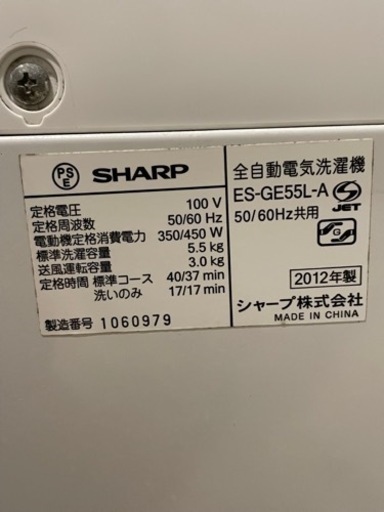 PS
E
SHARP
定格電圧 100 V
定格周波数 50/60 Hz
電動機定格消費電力 350/450 W
標準洗濯容量 5.5 kg
送風運転容量 3.0 kg
定格時間 標準コース 40/37 min
洗いのみ 17/17 min
製造番号 1060979
全自動電気洗濯機
ES-GE55L-A
50/60Hz共用
S
JET
G
2012年製
シャープ株式会社
MADE IN CHINA